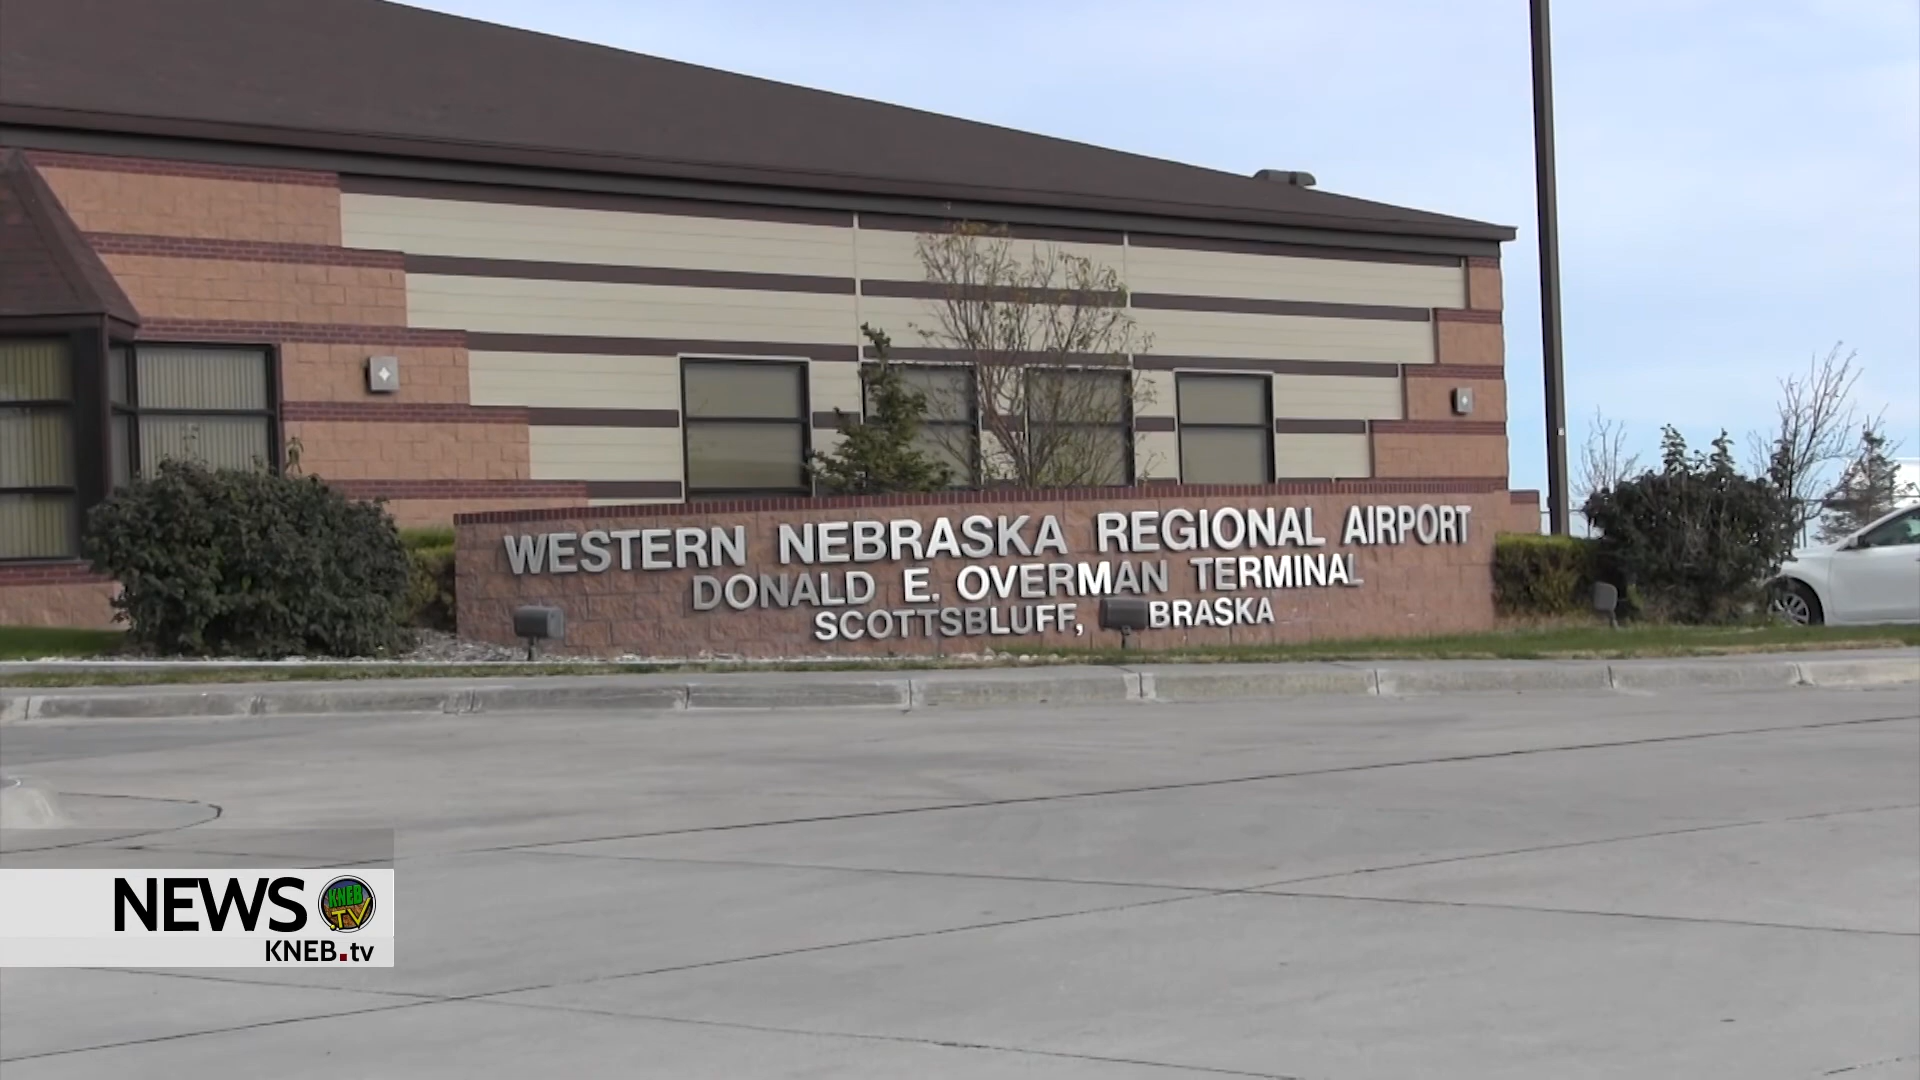 WESTERN NEBRASKA REGIONAL AIRPORT
DONALD E. OVERMAN TERMINAL
SCOTTSBLUFF, BRASKA
NEWS KNEB.TV
KNEB.tv